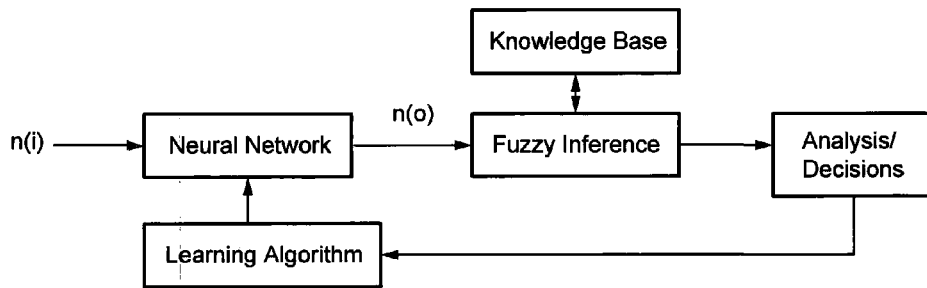 Knowledge Base
n(i)
Neural Network
n(o)
Fuzzy Inference
Analysis/
Decisions
Learning Algorithm